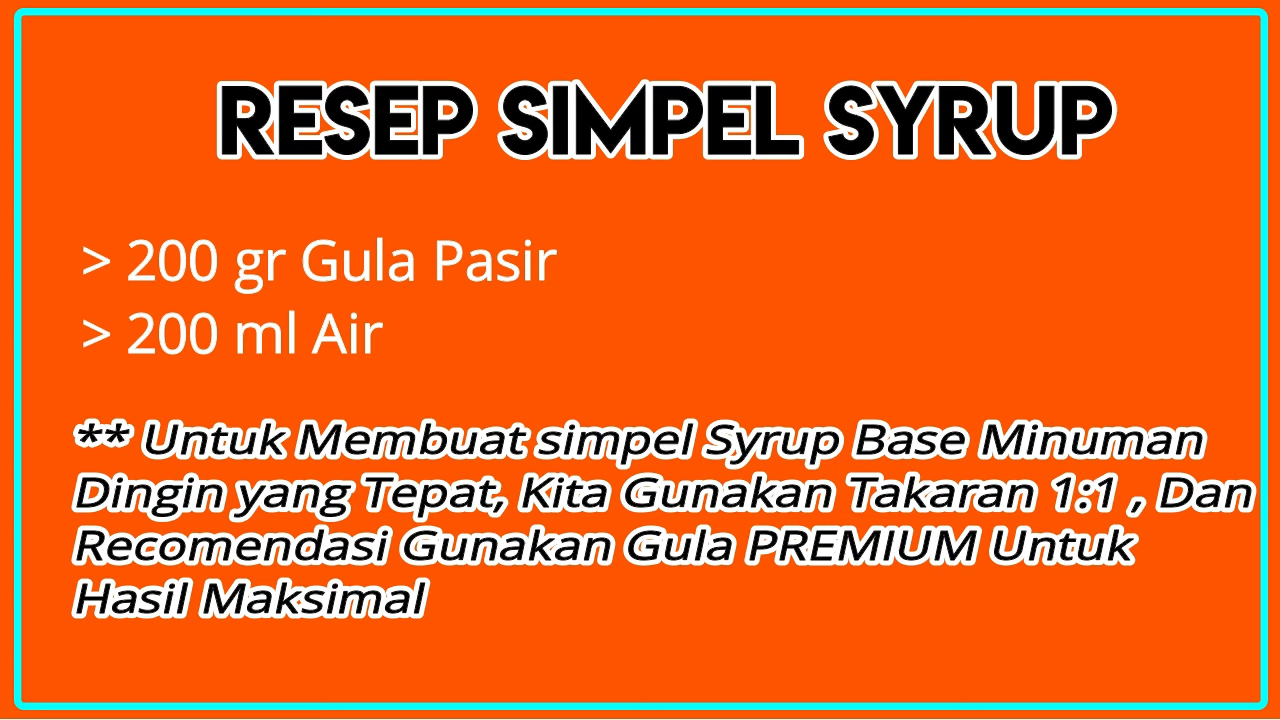 RESEP SIMPEL SYRUP
> 200 gr Gula Pasir
> 200 ml Air
** Untuk Membuat simpel Syrup Base Minuman
Dingin yang Tepat, Kita Gunakan Takaran 1:1 , Dan
Recomendasi Gunakan Gula PREMIUM Untuk
Hasil Maksimal